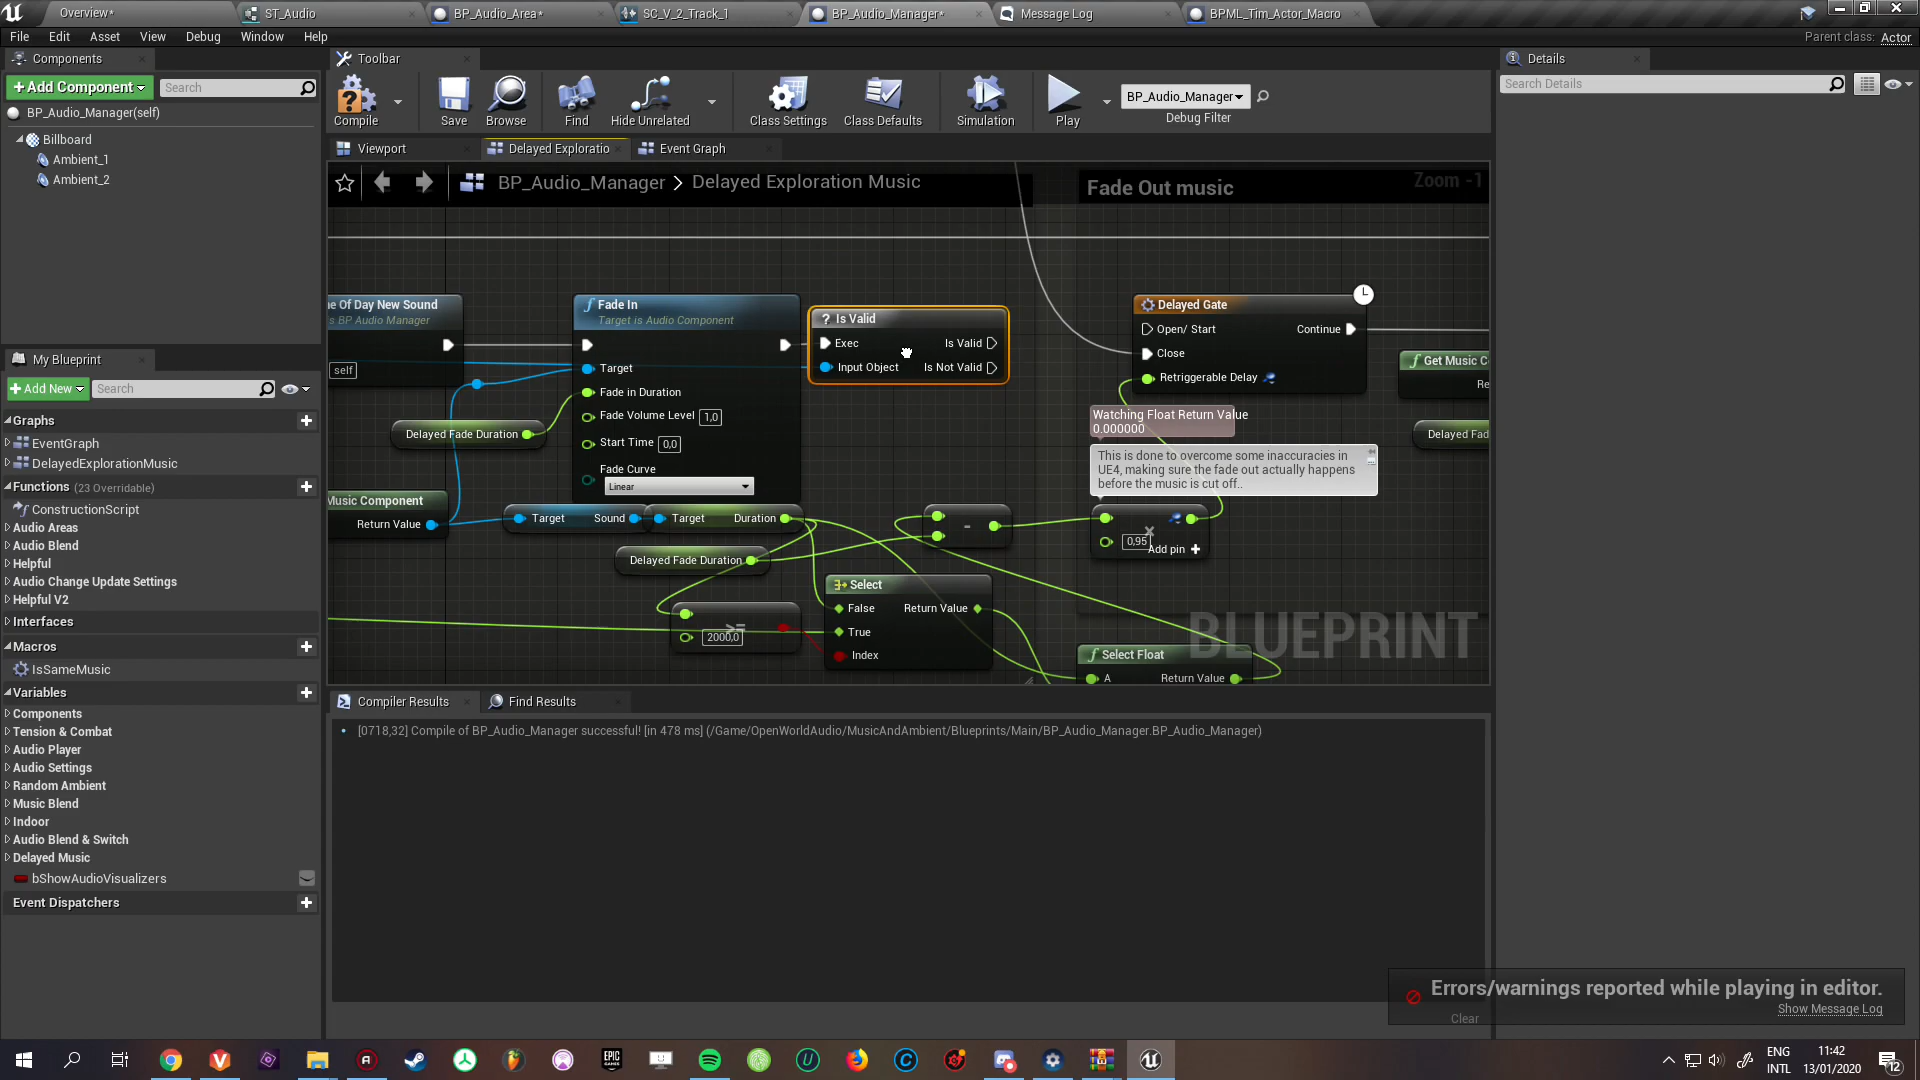 Overview*
ST_Audio
BP_Audio_Area*
SC_V_2_Track_1
BP_Audio_Manager*
Message Log
BPML_Tim_Actor_Macro
File Edit Asset View Debug Window Help
Parent class: Actor
Components
Toolbar
Details
+Add Component
Search
Search Details
BP_Audio_Manager(self)
Billboard
Ambient_1
Ambient_2
Compile
Save
Browse
Find
Hide Unrelated
Class Settings
Class Defaults
Simulation
Play
BP_Audio_Manager
Debug Filter
Viewport
Delayed Exploratio
Event Graph
BP_Audio_Manager > Delayed Exploration Music
Fade Out music
Zoom -1
e Of Day New Sound
s BP Audio Manager
self
Fade In
Target is Audio Component
Target
Fade in Duration
Fade Volume Level 1,0
Start Time 0,0
Fade Curve
Linear
? Is Valid
Exec Is Valid
Input Object Is Not Valid
Delayed Gate
Open/ Start Continue
Close
Retriggerable Delay
Get Music C
Re
Delayed Fad
Delayed Fade Duration
Watching Float Return Value
0.000000
This is done to overcome some inaccuracies in
UE4, making sure the fade out actually happens
before the music is cut off..
Music Component
Return Value
Target Sound
Target Duration
Delayed Fade Duration
-
0,95
×
Add pin +
Select
False Return Value
True
Index
>=
2000,0
Select Float
A Return Value
BLUEPRINT
My Blueprint
+Add New
Search
Graphs
EventGraph
DelayedExplorationMusic
Functions (23 Overridable)
ConstructionScript
Audio Areas
Audio Blend
Helpful
Audio Change Update Settings
Helpful V2
Interfaces
Macros
IsSameMusic
Variables
Components
Tension & Combat
Audio Player
Audio Settings
Random Ambient
Music Blend
Indoor
Audio Blend & Switch
Delayed Music
bShowAudioVisualizers
Event Dispatchers
Compiler Results
Find Results
[0718,32] Compile of BP_Audio_Manager successful! [in 478 ms] (/Game/OpenWorldAudio/MusicAndAmbient/Blueprints/Main/BP_Audio_Manager.BP_Audio_Manager)
Errors/warnings reported while playing in editor.
Show Message Log
Clear
EPIC
GAMES
ENG
INTL
11:42
13/01/2020
12